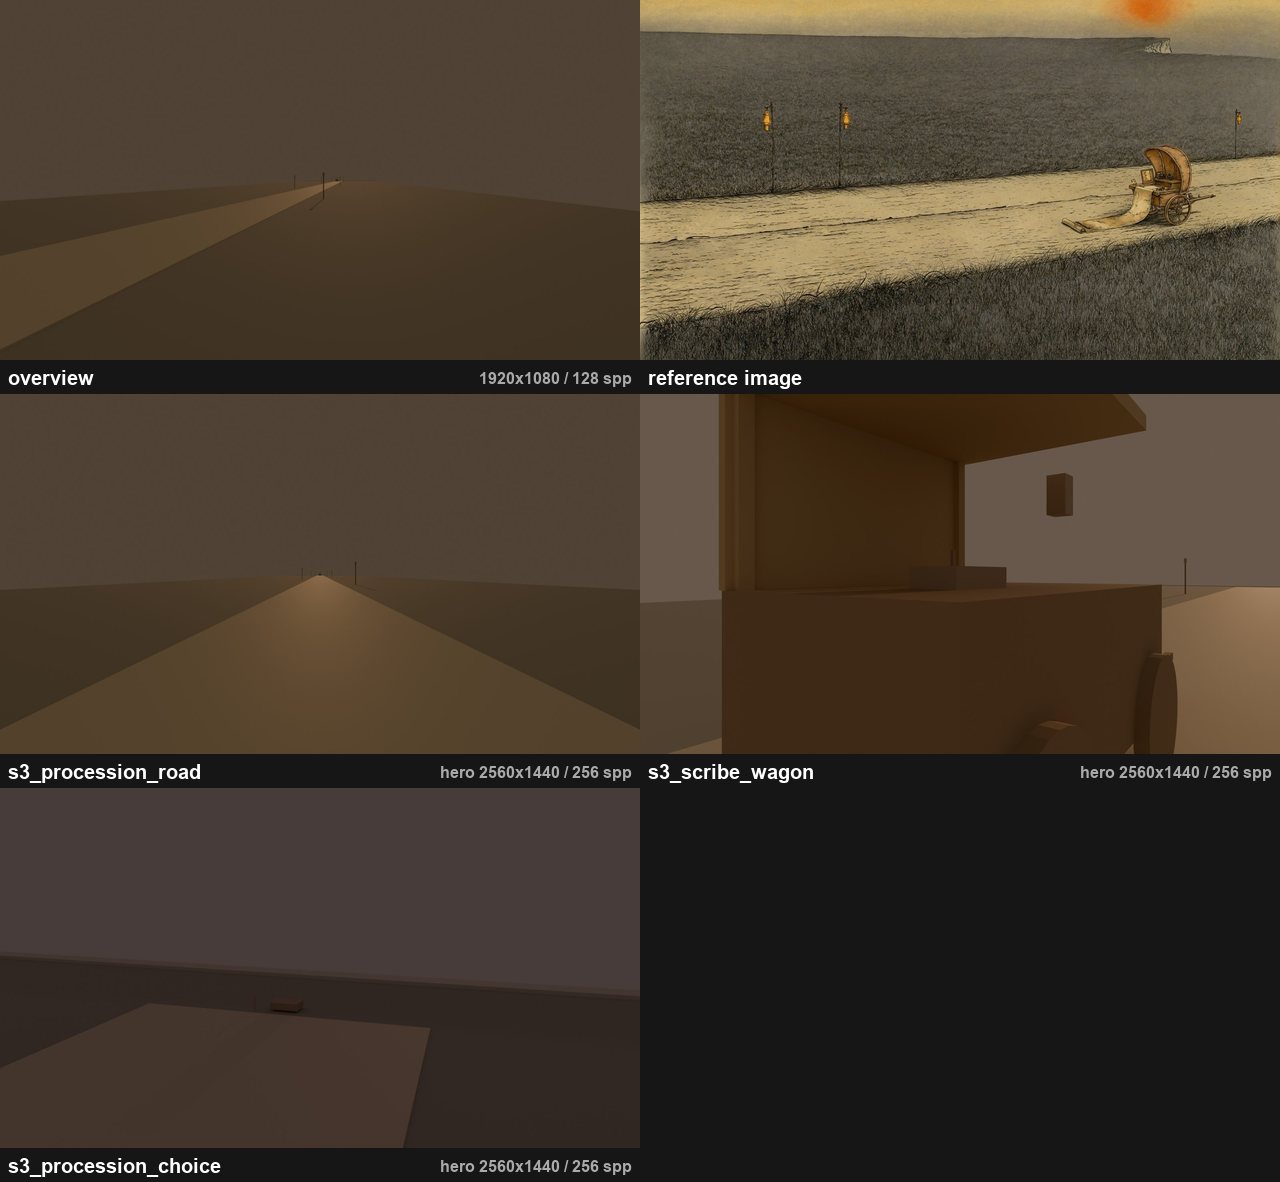 overview 1920x1080 / 128 spp
reference image
s3_procession_road hero 2560x1440 / 256 spp
s3_scribe_wagon hero 2560x1440 / 256 spp
s3_procession_choice hero 2560x1440 / 256 spp